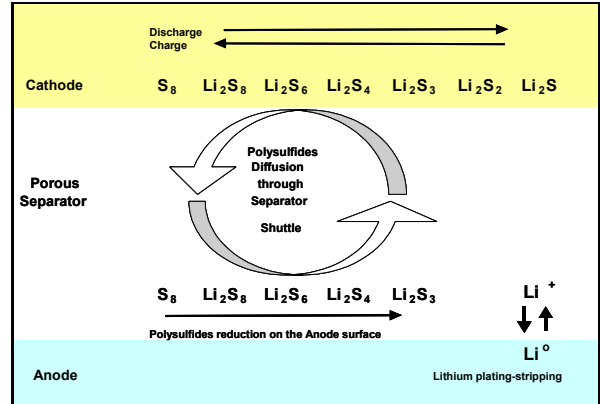 Discharge
Charge
Cathode
S₈ Li₂S₈ Li₂S₆ Li₂S₄ Li₂S₃ Li₂S₂ Li₂S
Polysulfides
Diffusion
through
Separator
Shuttle
Porous
Separator
S₈ Li₂S₈ Li₂S₆ Li₂S₄ Li₂S₃ Li⁺
Polysulfides reduction on the Anode surface
Li⁰
Anode
Lithium plating-stripping